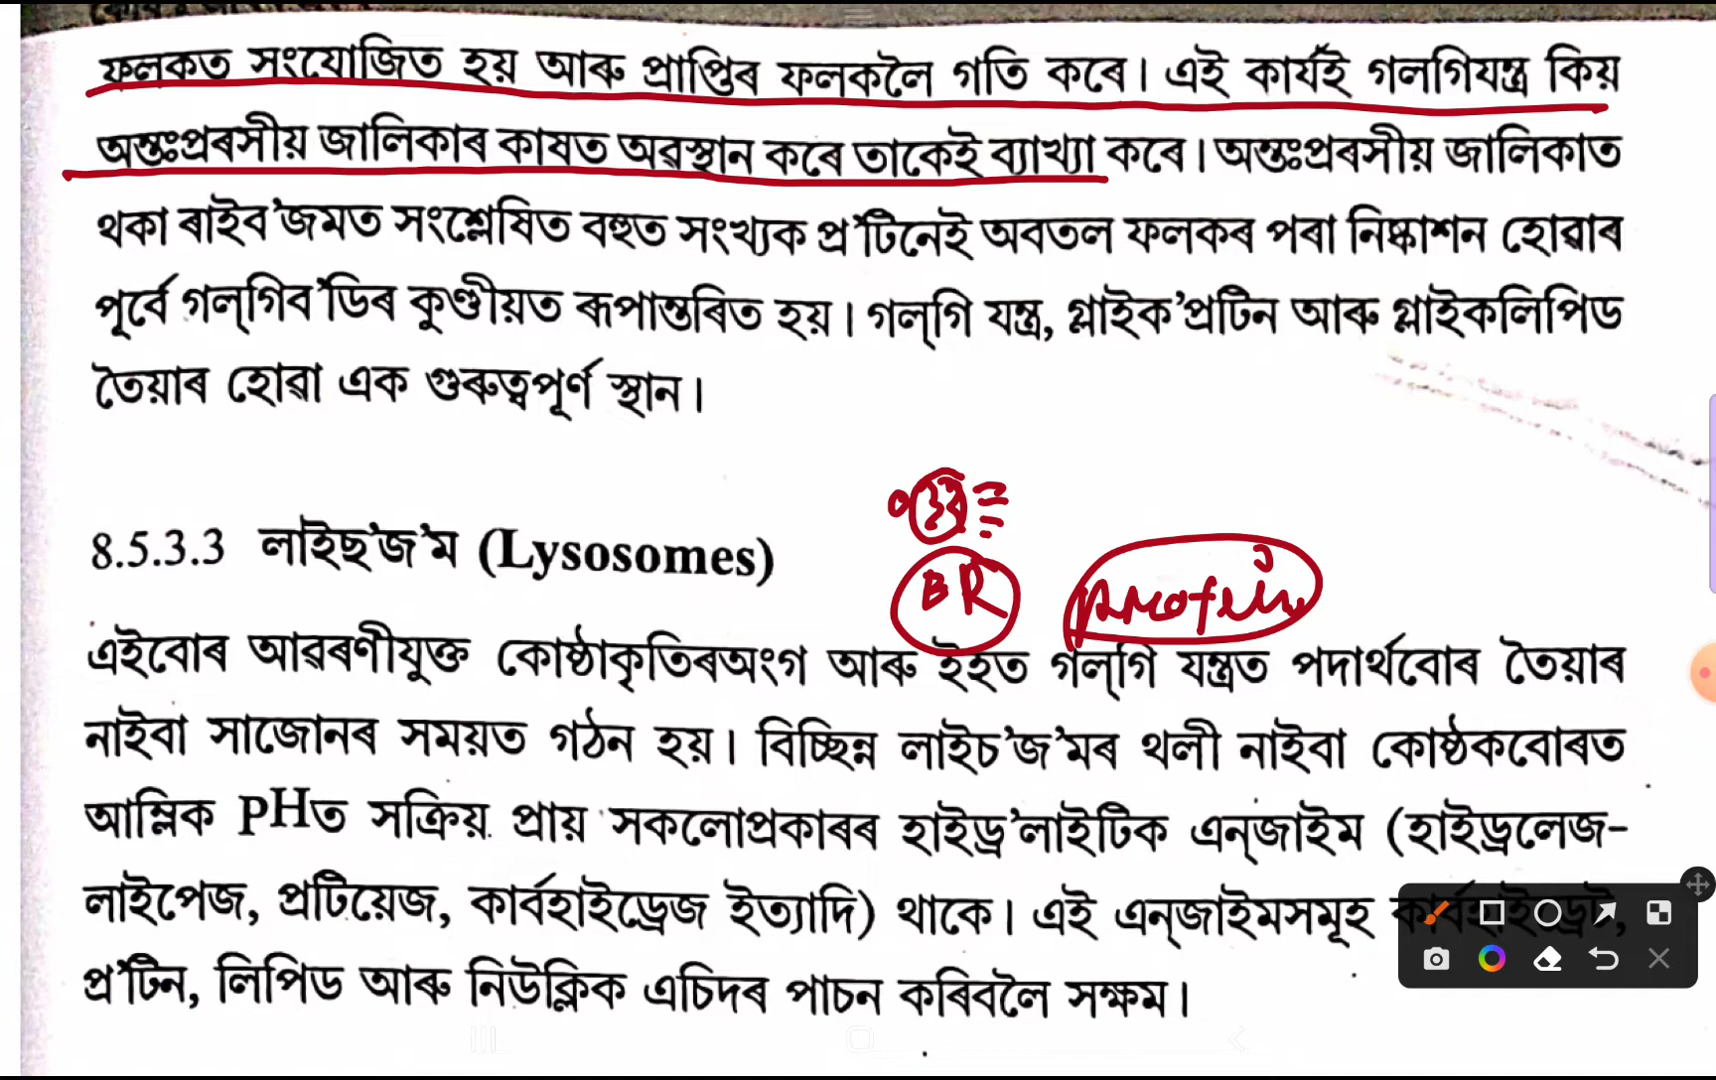 ফলকত সংযোজিত হয় আৰু প্ৰাপ্তিৰ ফলকলৈ গতি কৰে। এই কাৰ্যই গলগিযন্ত্ৰ কিয়
অন্তঃপ্ৰৰসীয় জালিকাৰ কাষত অৱস্থান কৰে তাকেই ব্যাখ্যা কৰে। অন্তঃপ্ৰৰসীয় জালিকাত
থকা ৰাইব'জমত সংশ্লেষিত বহুত সংখ্যক প্ৰ'টিনেই অবতল ফলকৰ পৰা নিষ্কাশন হোৱাৰ
পূৰ্বে গল্‌গিব'ডিৰ কুণ্ডীয়ত ৰূপান্তৰিত হয়। গল্‌গি যন্ত্ৰ, গ্লাইক'প্ৰটিন আৰু গ্লাইকলিপিড
তৈয়াৰ হোৱা এক গুৰুত্বপূৰ্ণ স্থান।
8.5.3.3 লাইছ'জ'ম (Lysosomes)
BR protein
এইবোৰ আৱৰণীযুক্ত কোষ্ঠাকৃতিৰঅংগ আৰু ইহত গল্‌গি যন্ত্ৰত পদাৰ্থবোৰ তৈয়াৰ
নাইবা সাজোনৰ সময়ত গঠন হয়। বিচ্ছিন্ন লাইচ'জ'মৰ থলী নাইবা কোষ্ঠকবোৰত
আম্লিক pHত সক্ৰিয় প্ৰায় সকলোপ্ৰকাৰৰ হাইড্ৰ'লাইটিক এন্‌জাইম (হাইড্ৰলেজ-
লাইপেজ, প্ৰটিয়েজ, কাৰ্বহাইড্ৰেজ ইত্যাদি) থাকে। এই এন্‌জাইমসমূহ
প্ৰ'টিন, লিপিড আৰু নিউক্লিক এচিদৰ পাচন কৰিবলৈ সক্ষম।